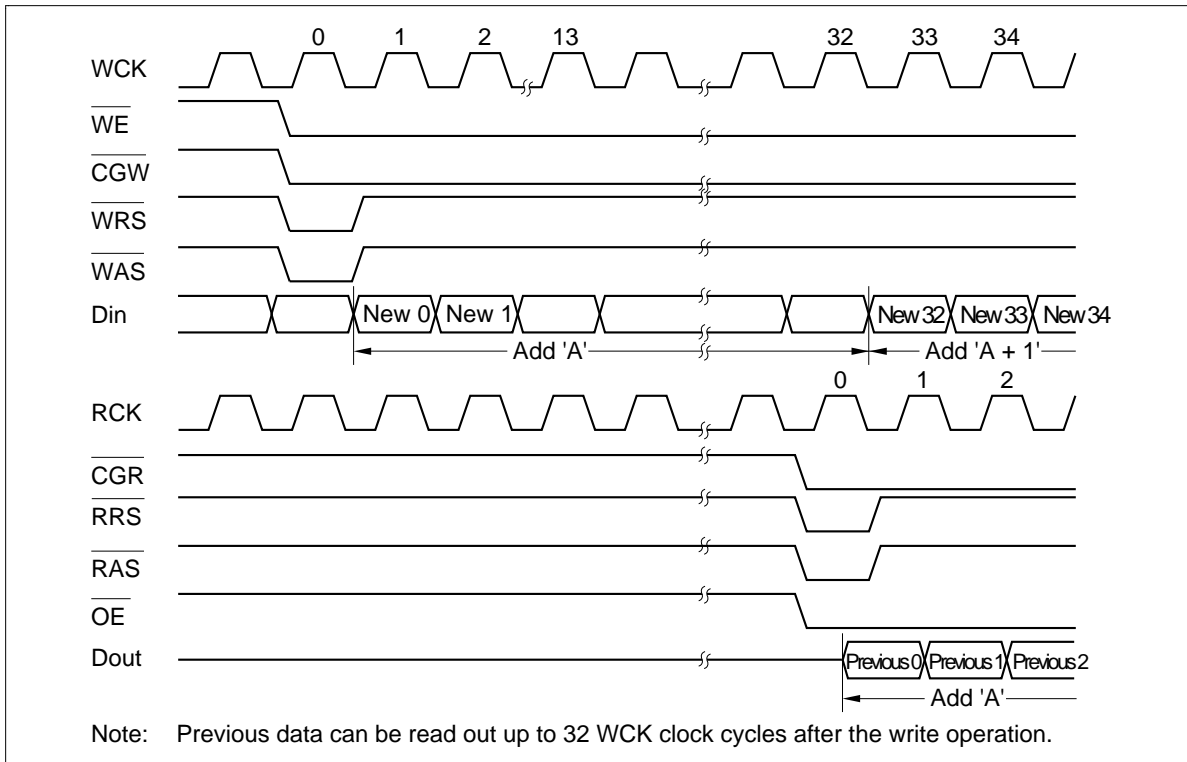 0 1 2 13 32 33 34
WCK
WE
CGW
WRS
WAS
Din New 0 New 1 New 32 New 33 New 34
Add 'A' Add 'A + 1'
0 1 2
RCK
CGR
RRS
RAS
OE
Dout Previous 0 Previous 1 Previous 2
Add 'A'
Note: Previous data can be read out up to 32 WCK clock cycles after the write operation.